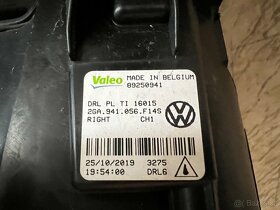 Valeo
MADE IN BELGIUM
89250941
DRL PL TI 16015
2GA.941.056.F14S
RIGHT CH1
25/10/2019 3275
19:54:00 DRL6